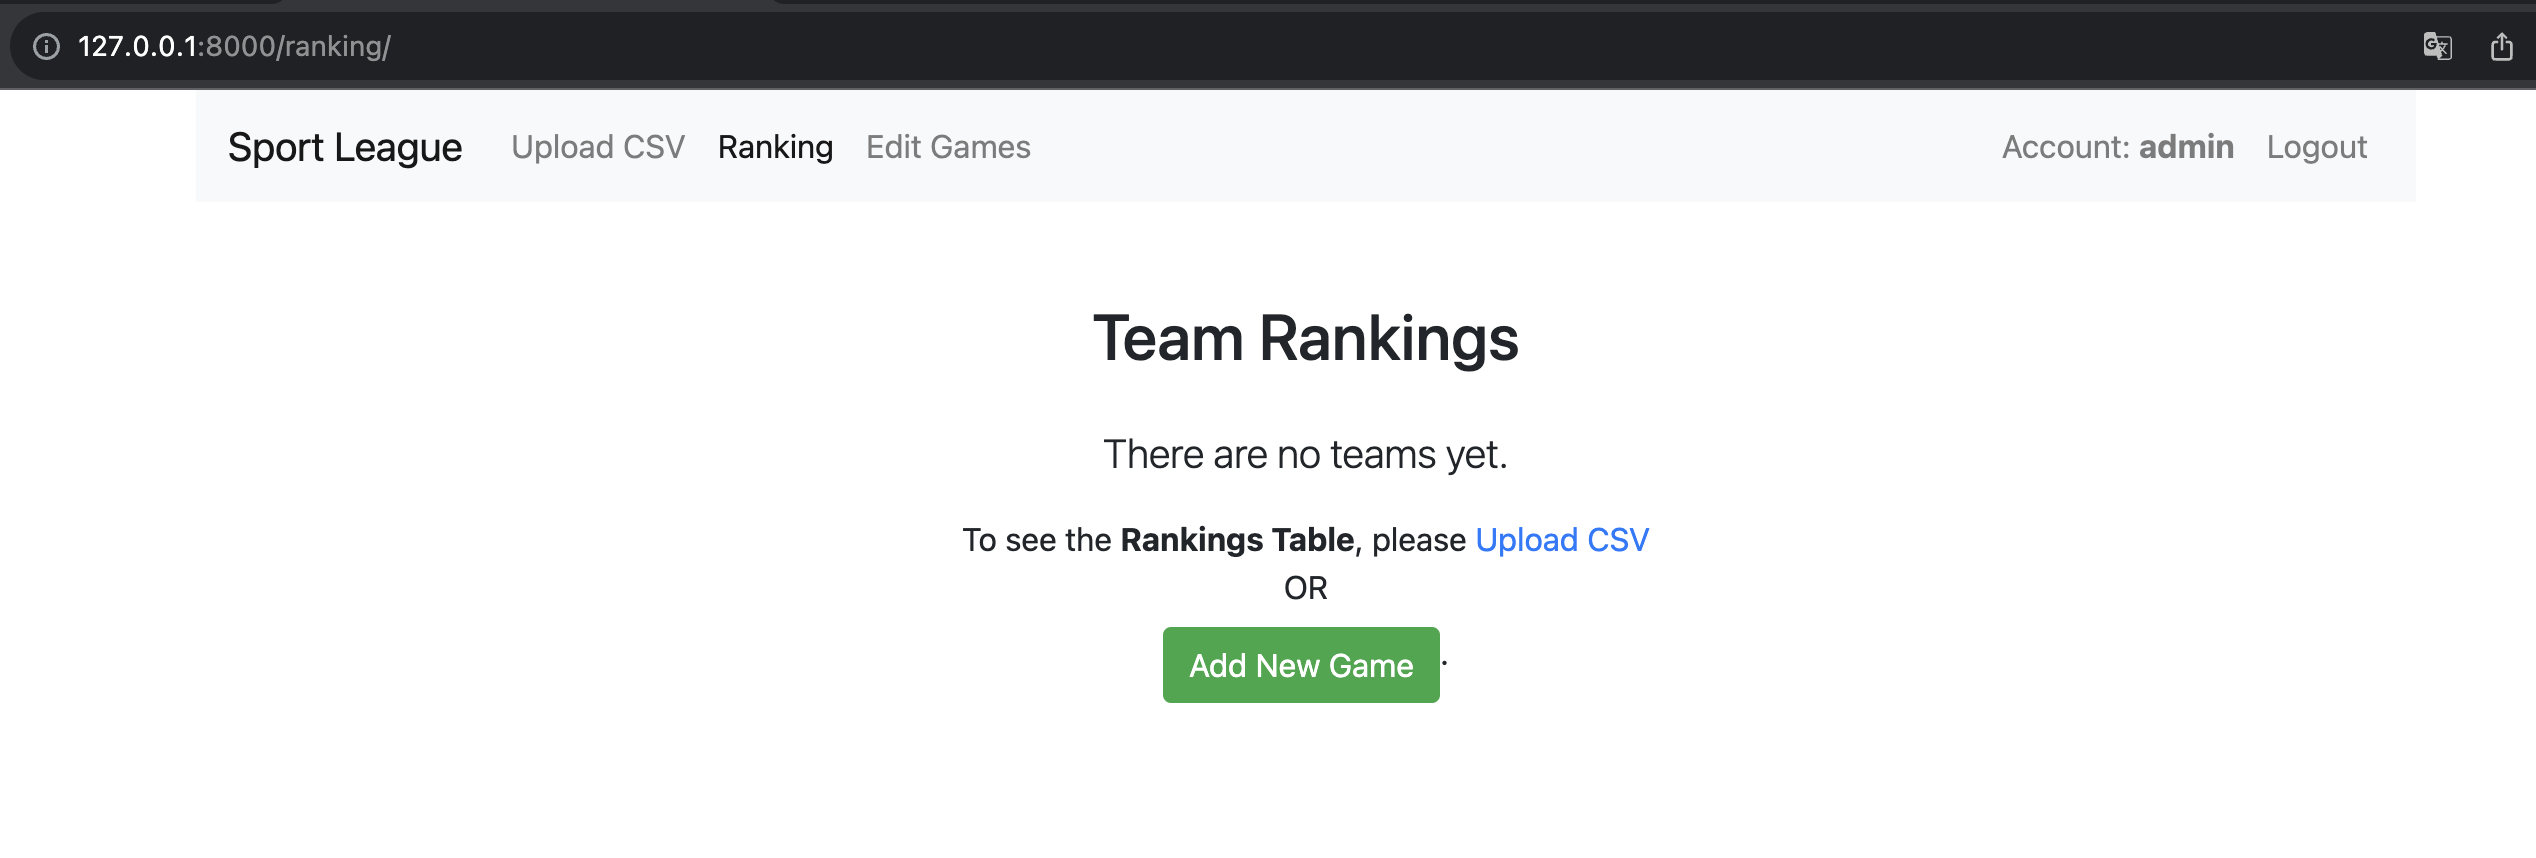 127.0.0.1:8000/ranking/
Sport League Upload CSV Ranking Edit Games Account: admin Logout
Team Rankings
There are no teams yet.
To see the Rankings Table, please Upload CSV
OR
Add New Game.